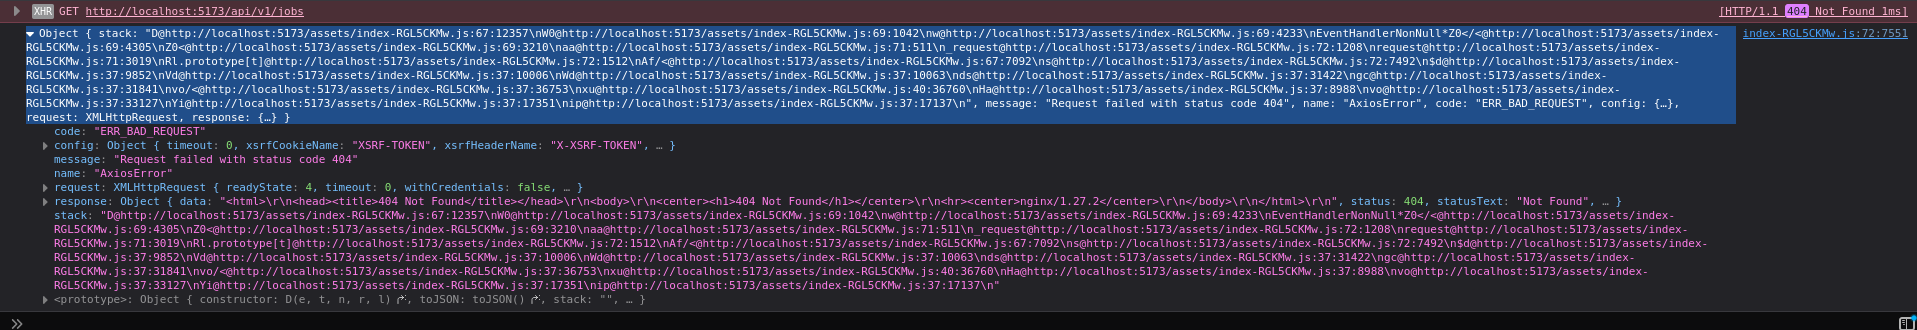 XHR GET http://localhost:5173/api/v1/jobs [HTTP/1.1 404 Not Found 1ms]
Object { stack: "D@http://localhost:5173/assets/index-RGL5CKMw.js:67:12357\nW0@http://localhost:5173/assets/index-RGL5CKMw.js:69:1042\nw@http://localhost:5173/assets/index-RGL5CKMw.js:69:4233\nEventHandlerNonNull*Z0</<@http://localhost:5173/assets/index- index-RGL5CKMw.js:72:7551
RGL5CKMw.js:69:4305\nZ0<@http://localhost:5173/assets/index-RGL5CKMw.js:69:3210\naa@http://localhost:5173/assets/index-RGL5CKMw.js:71:511\n_request@http://localhost:5173/assets/index-RGL5CKMw.js:72:1208\nrequest@http://localhost:5173/assets/index-
RGL5CKMw.js:71:3019\nRl.prototype[t]@http://localhost:5173/assets/index-RGL5CKMw.js:72:1512\nAf/<@http://localhost:5173/assets/index-RGL5CKMw.js:67:7092\ns@http://localhost:5173/assets/index-RGL5CKMw.js:72:7492\n$d@http://localhost:5173/assets/index-
RGL5CKMw.js:37:9852\nVd@http://localhost:5173/assets/index-RGL5CKMw.js:37:10006\nWd@http://localhost:5173/assets/index-RGL5CKMw.js:37:10063\nds@http://localhost:5173/assets/index-RGL5CKMw.js:37:31422\ngc@http://localhost:5173/assets/index-
RGL5CKMw.js:37:31841\nvo/<@http://localhost:5173/assets/index-RGL5CKMw.js:37:36753\nxu@http://localhost:5173/assets/index-RGL5CKMw.js:40:36760\nHa@http://localhost:5173/assets/index-RGL5CKMw.js:37:8988\nvo@http://localhost:5173/assets/index-
RGL5CKMw.js:37:33127\nYi@http://localhost:5173/assets/index-RGL5CKMw.js:37:17351\nip@http://localhost:5173/assets/index-RGL5CKMw.js:37:17137\n", message: "Request failed with status code 404", name: "AxiosError", code: "ERR_BAD_REQUEST", config: {…},
request: XMLHttpRequest, response: {…} }
code: "ERR_BAD_REQUEST"
config: Object { timeout: 0, xsrfCookieName: "XSRF-TOKEN", xsrfHeaderName: "X-XSRF-TOKEN", … }
message: "Request failed with status code 404"
name: "AxiosError"
request: XMLHttpRequest { readyState: 4, timeout: 0, withCredentials: false, … }
response: Object { data: "<html>\r\n<head><title>404 Not Found</title></head>\r\n<body>\r\n<center><h1>404 Not Found</h1></center>\r\n<hr><center>nginx/1.27.2</center>\r\n</body>\r\n</html>\r\n", status: 404, statusText: "Not Found", … }
stack: "D@http://localhost:5173/assets/index-RGL5CKMw.js:67:12357\nW0@http://localhost:5173/assets/index-RGL5CKMw.js:69:1042\nw@http://localhost:5173/assets/index-RGL5CKMw.js:69:4233\nEventHandlerNonNull*Z0</<@http://localhost:5173/assets/index-
RGL5CKMw.js:69:4305\nZ0<@http://localhost:5173/assets/index-RGL5CKMw.js:69:3210\naa@http://localhost:5173/assets/index-RGL5CKMw.js:71:511\n_request@http://localhost:5173/assets/index-RGL5CKMw.js:72:1208\nrequest@http://localhost:5173/assets/index-
RGL5CKMw.js:71:3019\nRl.prototype[t]@http://localhost:5173/assets/index-RGL5CKMw.js:72:1512\nAf/<@http://localhost:5173/assets/index-RGL5CKMw.js:67:7092\ns@http://localhost:5173/assets/index-RGL5CKMw.js:72:7492\n$d@http://localhost:5173/assets/index-
RGL5CKMw.js:37:9852\nVd@http://localhost:5173/assets/index-RGL5CKMw.js:37:10006\nWd@http://localhost:5173/assets/index-RGL5CKMw.js:37:10063\nds@http://localhost:5173/assets/index-RGL5CKMw.js:37:31422\ngc@http://localhost:5173/assets/index-
RGL5CKMw.js:37:31841\nvo/<@http://localhost:5173/assets/index-RGL5CKMw.js:37:36753\nxu@http://localhost:5173/assets/index-RGL5CKMw.js:40:36760\nHa@http://localhost:5173/assets/index-RGL5CKMw.js:37:8988\nvo@http://localhost:5173/assets/index-
RGL5CKMw.js:37:33127\nYi@http://localhost:5173/assets/index-RGL5CKMw.js:37:17351\nip@http://localhost:5173/assets/index-RGL5CKMw.js:37:17137\n"
<prototype>: Object { constructor: D(e, t, n, r, l), toJSON: toJSON(), stack: "", … }